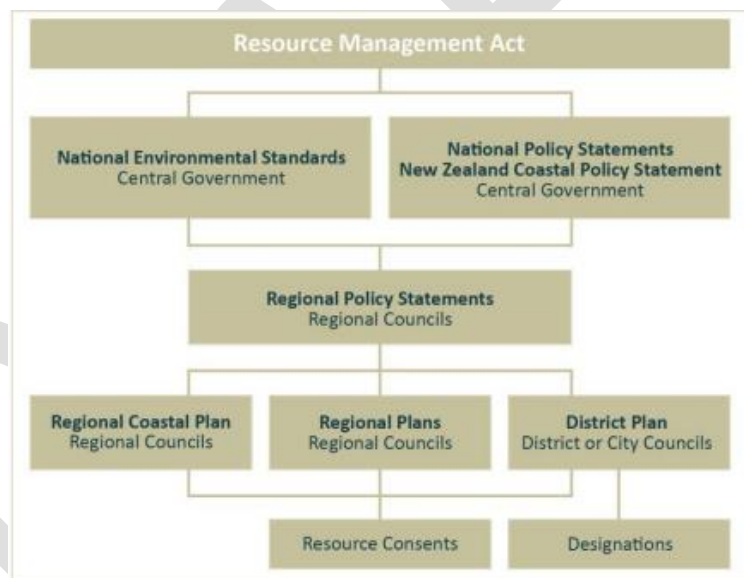 Resource Management Act
National Environmental Standards
Central Government
National Policy Statements
New Zealand Coastal Policy Statement
Central Government
Regional Policy Statements
Regional Councils
Regional Coastal Plan
Regional Councils
Regional Plans
Regional Councils
District Plan
District or City Councils
Resource Consents
Designations